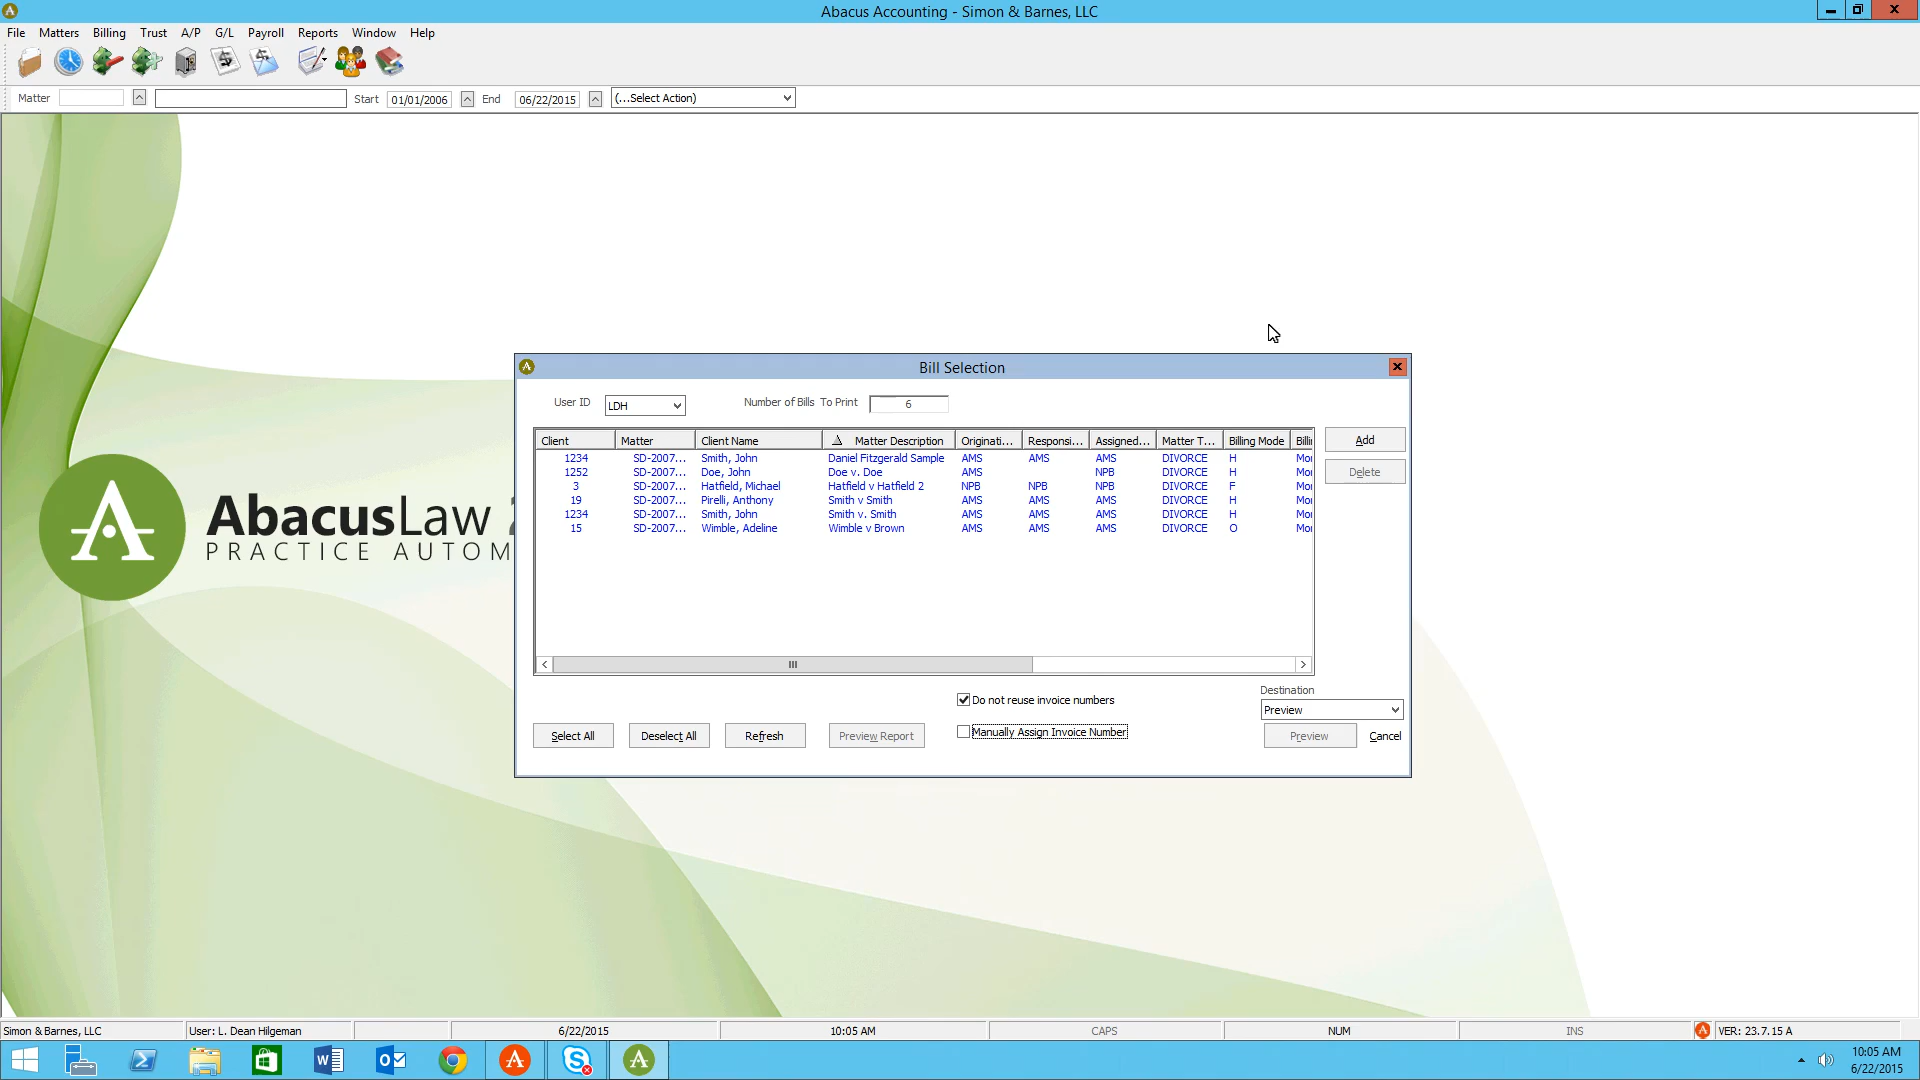 Abacus Accounting - Simon & Barnes, LLC
File Matters Billing Trust A/P G/L Payroll Reports Window Help
Matter Start 01/01/2006 End 06/22/2015 (...Select Action)
Bill Selection
User ID LDH Number of Bills To Print 6
Client Matter Client Name Matter Description Originati... Responsi... Assigned... Matter T... Billing Mode Billi
1234 SD-2007... Smith, John Daniel Fitzgerald Sample AMS AMS AMS DIVORCE H Mo
1252 SD-2007... Doe, John Doe v. Doe AMS NPB DIVORCE H Mo
3 SD-2007... Hatfield, Michael Hatfield v Hatfield 2 NPB NPB NPB DIVORCE F Mo
19 SD-2007... Pirelli, Anthony Smith v Smith AMS AMS AMS DIVORCE H Mo
1234 SD-2007... Smith, John Smith v. Smith AMS AMS AMS DIVORCE H Mo
15 SD-2007... Wimble, Adeline Wimble v Brown AMS AMS AMS DIVORCE O Mo
Add
Delete
Do not reuse invoice numbers
Manually Assign Invoice Number
Destination
Preview
Select All Deselect All Refresh Preview Report Preview Cancel
AbacusLaw
PRACTICE AUTOM
Simon & Barnes, LLC User: L. Dean Hilgeman 6/22/2015 10:05 AM CAPS NUM INS VER: 23.7.15 A
10:05 AM
6/22/2015